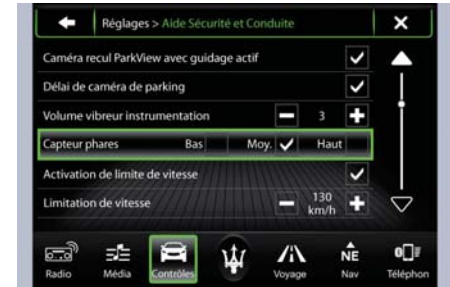 Réglages > Aide Sécurité et Conduite
Caméra recul ParkView avec guidage actif
Délai de caméra de parking
Volume vibreur instrumentation 3
Capteur phares Bas Moy. Haut
Activation de limite de vitesse
Limitation de vitesse 130 km/h
NE
Radio Média Contrôles Voyage Nav Téléphon